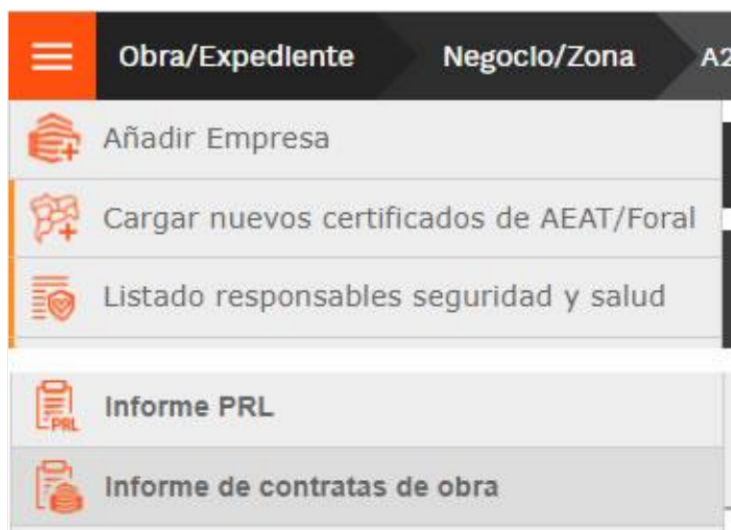 Obra/Expediente Negocio/Zona A2
Añadir Empresa
Cargar nuevos certificados de AEAT/Foral
Listado responsables seguridad y salud
PRL Informe PRL
Informe de contratas de obra